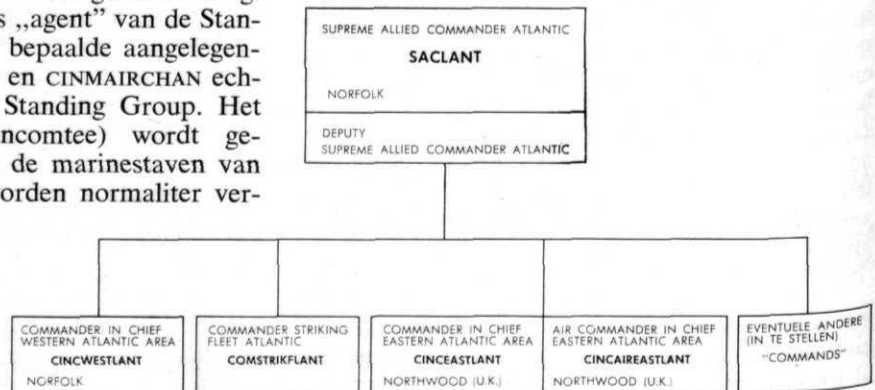 s „agent” van de Stan-
bepaalde aangelegen-
en CINMAIRCHAN ech-
Standing Group. Het
ncomtee) wordt ge-
de marinestaven van
orden normaliter ver-
SUPREME ALLIED COMMANDER ATLANTIC
SACLANT
NORFOLK
DEPUTY
SUPREME ALLIED COMMANDER ATLANTIC
COMMANDER IN CHIEF
WESTERN ATLANTIC AREA
CINCWESTLANT
NORFOLK
COMMANDER STRIKING
FLEET ATLANTIC
COMSTRIKFLANT
COMMANDER IN CHIEF
EASTERN ATLANTIC AREA
CINCEASTLANT
NORTHWOOD (U.K.)
AIR COMMANDER IN CHIEF
EASTERN ATLANTIC AREA
CINCAIREASTLANT
NORTHWOOD (U.K.)
EVENTUELE ANDERE
(IN TE STELLEN)
"COMMANDS"